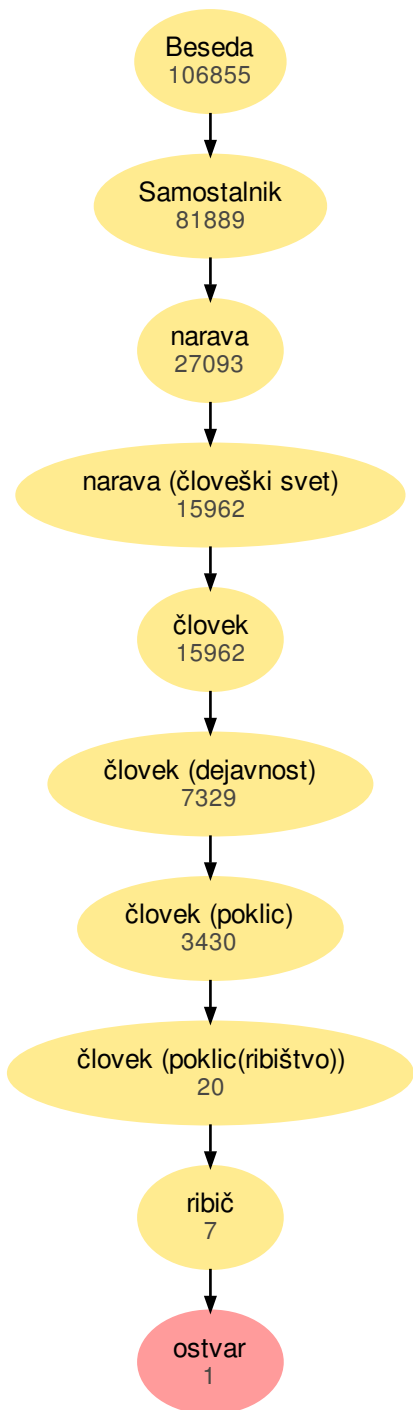 Beseda
106855
Samostalnik
81889
narava
27093
narava (človeški svet)
15962
človek
15962
človek (dejavnost)
7329
človek (poklic)
3430
človek (poklic(ribištvo))
20
ribič
7
ostvar
1